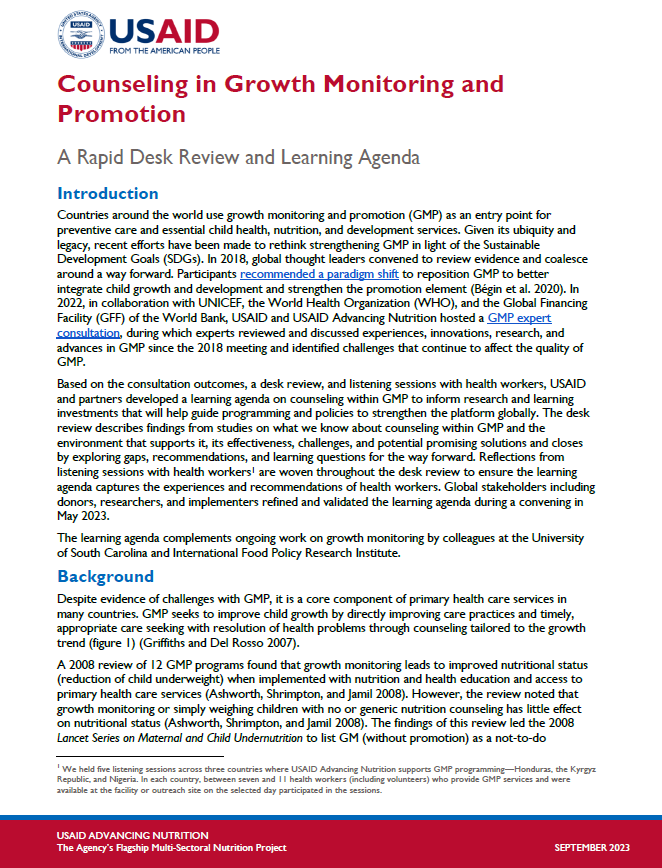 UNITED STATES AGENCY
USAID
INTERNATIONAL DEVELOPMENT
USAID
FROM THE AMERICAN PEOPLE
Counseling in Growth Monitoring and
Promotion
A Rapid Desk Review and Learning Agenda
Introduction
Countries around the world use growth monitoring and promotion (GMP) as an entry point for
preventive care and essential child health, nutrition, and development services. Given its ubiquity and
legacy, recent efforts have been made to rethink strengthening GMP in light of the Sustainable
Development Goals (SDGs). In 2018, global thought leaders convened to review evidence and coalesce
around a way forward. Participants recommended a paradigm shift to reposition GMP to better
integrate child growth and development and strengthen the promotion element (Bégin et al. 2020). In
2022, in collaboration with UNICEF, the World Health Organization (WHO), and the Global Financing
Facility (GFF) of the World Bank, USAID and USAID Advancing Nutrition hosted a GMP expert
consultation, during which experts reviewed and discussed experiences, innovations, research, and
advances in GMP since the 2018 meeting and identified challenges that continue to affect the quality of
GMP.
Based on the consultation outcomes, a desk review, and listening sessions with health workers, USAID
and partners developed a learning agenda on counseling within GMP to inform research and learning
investments that will help guide programming and policies to strengthen the platform globally. The desk
review describes findings from studies on what we know about counseling within GMP and the
environment that supports it, its effectiveness, challenges, and potential promising solutions and closes
by exploring gaps, recommendations, and learning questions for the way forward. Reflections from
listening sessions with health workers¹ are woven throughout the desk review to ensure the learning
agenda captures the experiences and recommendations of health workers. Global stakeholders including
donors, researchers, and implementers refined and validated the learning agenda during a convening in
May 2023.
The learning agenda complements ongoing work on growth monitoring by colleagues at the University
of South Carolina and International Food Policy Research Institute.
Background
Despite evidence of challenges with GMP, it is a core component of primary health care services in
many countries. GMP seeks to improve child growth by directly improving care practices and timely,
appropriate care seeking with resolution of health problems through counseling tailored to the growth
trend (figure 1) (Griffiths and Del Rosso 2007).
A 2008 review of 12 GMP programs found that growth monitoring leads to improved nutritional status
(reduction of child underweight) when implemented with nutrition and health education and access to
primary health care services (Ashworth, Shrimpton, and Jamil 2008). However, the review noted that
growth monitoring or simply weighing children with no or generic nutrition counseling has little effect
on nutritional status (Ashworth, Shrimpton, and Jamil 2008). The findings of this review led the 2008
Lancet Series on Maternal and Child Undernutrition to list GM (without promotion) as a not-to-do
¹ We held five listening sessions across three countries where USAID Advancing Nutrition supports GMP programming—Honduras, the Kyrgyz
Republic, and Nigeria. In each country, between seven and 11 health workers (including volunteers) who provide GMP services and were
available at the facility or outreach site on the selected day participated in the sessions.
USAID ADVANCING NUTRITION
The Agency's Flagship Multi-Sectoral Nutrition Project
SEPTEMBER 2023